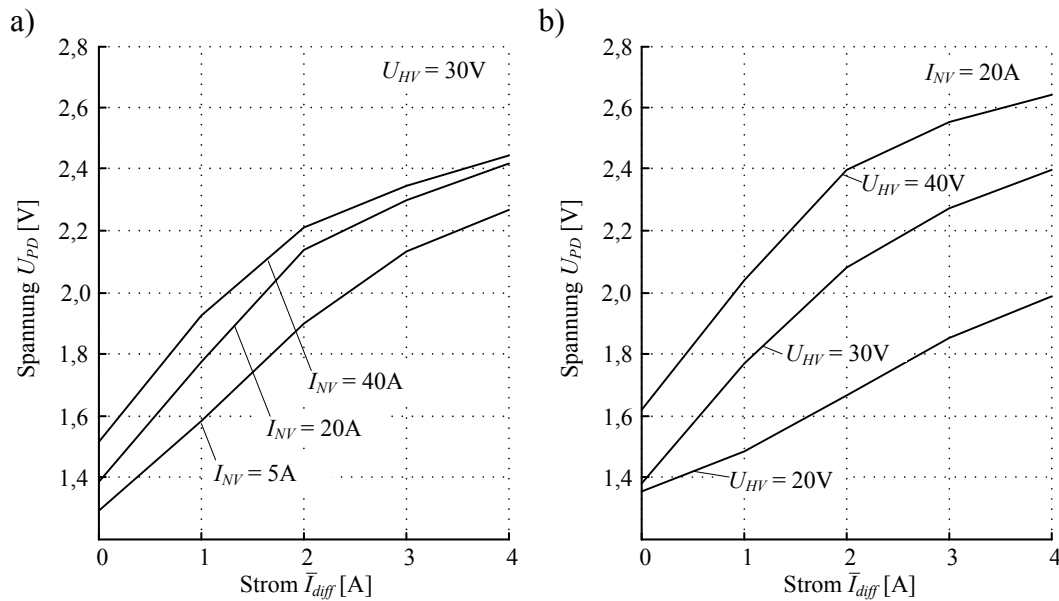 a)
2,8
2,6
2,4
2,2
2,0
1,8
1,6
1,4
Spannung U_PD [V]
U_HV = 30V
I_NV = 40A
I_NV = 20A
I_NV = 5A
0 1 2 3 4
Strom I̅_diff [A]
b)
2,8
2,6
2,4
2,2
2,0
1,8
1,6
1,4
Spannung U_PD [V]
I_NV = 20A
U_HV = 40V
U_HV = 30V
U_HV = 20V
0 1 2 3 4
Strom I̅_diff [A]